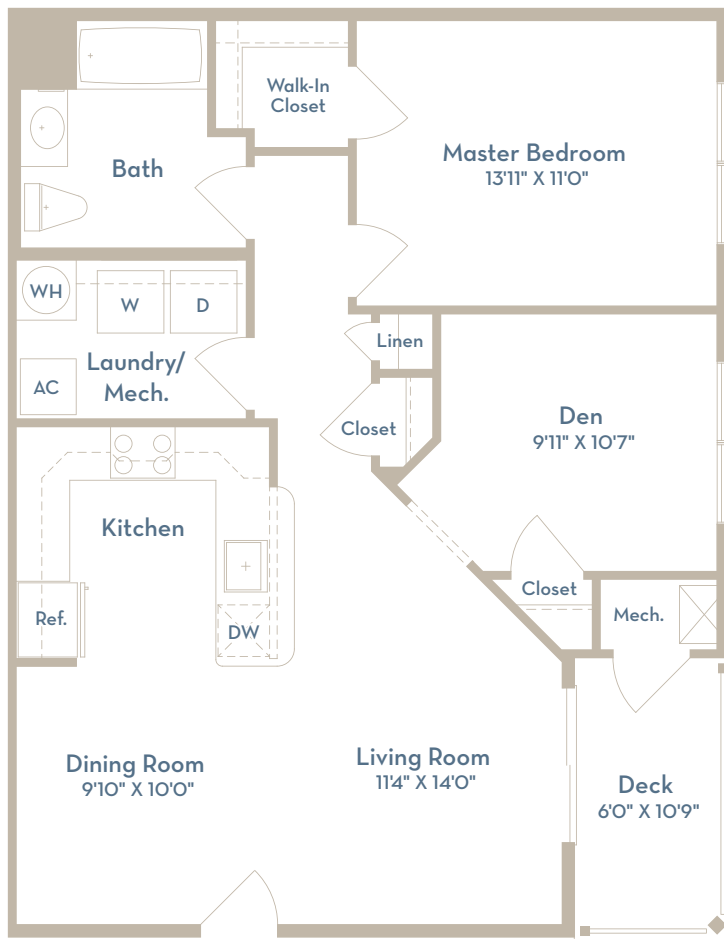 Walk-In
Closet
Master Bedroom
13'11" X 11'0"
Bath
WH
W
D
Linen
Laundry/
Mech.
AC
Closet
Den
9'11" X 10'7"
Kitchen
Closet
Ref.
DW
Mech.
Dining Room
9'10" X 10'0"
Living Room
11'4" X 14'0"
Deck
6'0" X 10'9"